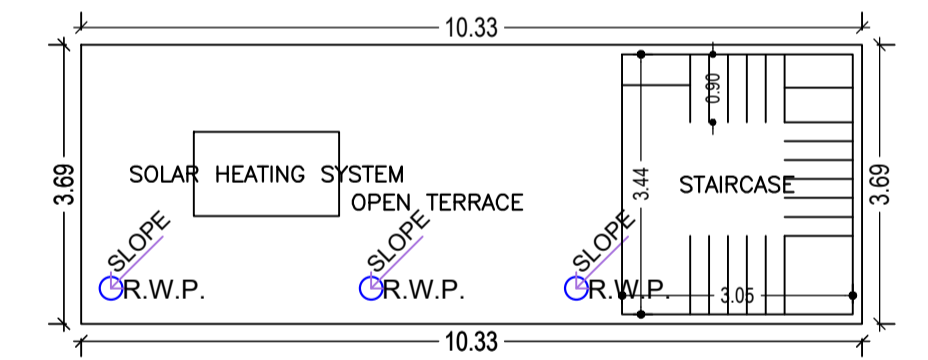 10.33
0.90
3.69
SOLAR HEATING SYSTEM
3.44
STAIRCASE
3.69
OPEN TERRACE
SLOPE
SLOPE
SLOPE
R.W.P.
R.W.P.
R.W.P.
3.05
10.33